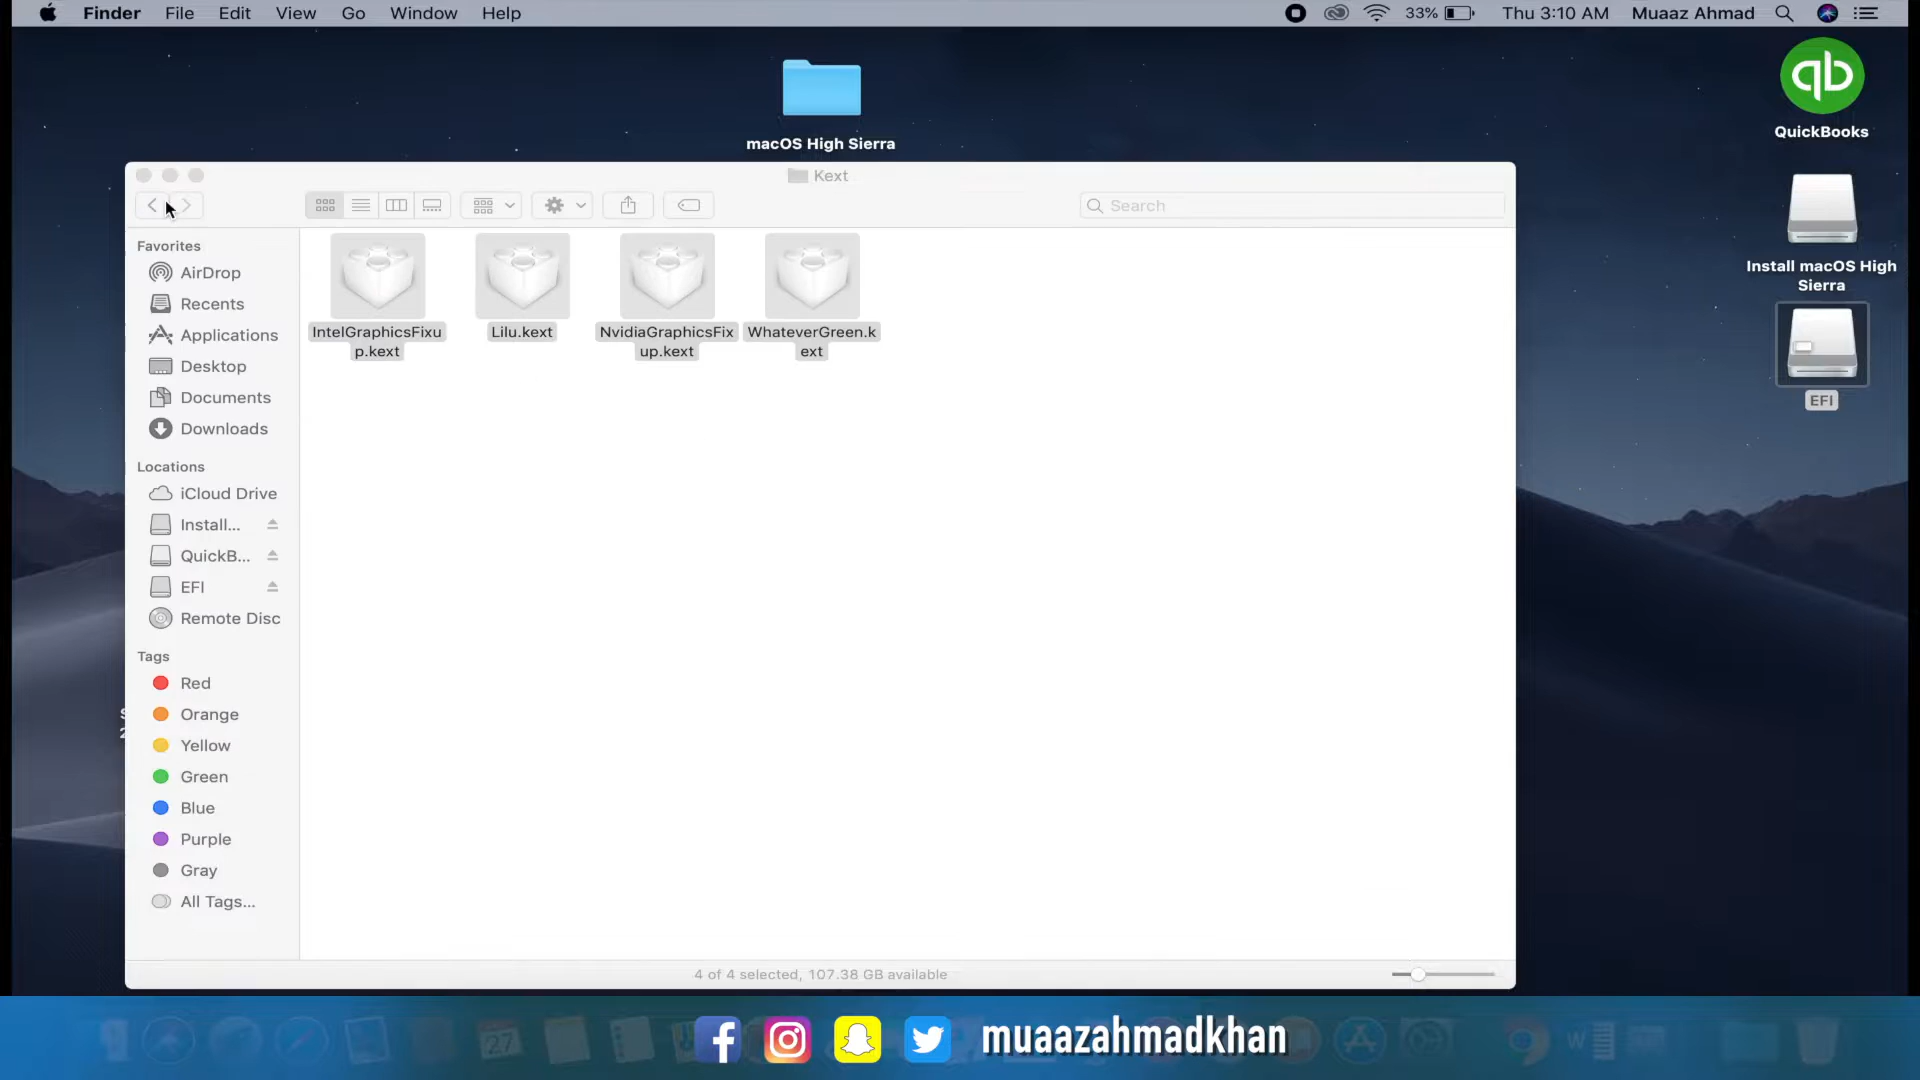 Finder File Edit View Go Window Help 33% Thu 3:10 AM Muaaz Ahmad
macOS High Sierra
qb
QuickBooks
Install macOS High
Sierra
EFI
Kext
Search
Favorites
AirDrop
Recents
Applications
Desktop
Documents
Downloads
Locations
iCloud Drive
Install...
QuickB...
EFI
Remote Disc
Tags
Red
Orange
Yellow
Green
Blue
Purple
Gray
All Tags...
IntelGraphicsFixu
p.kext
Lilu.kext
NvidiaGraphicsFix
up.kext
WhateverGreen.k
ext
4 of 4 selected, 107.38 GB available
muaazahmadkhan